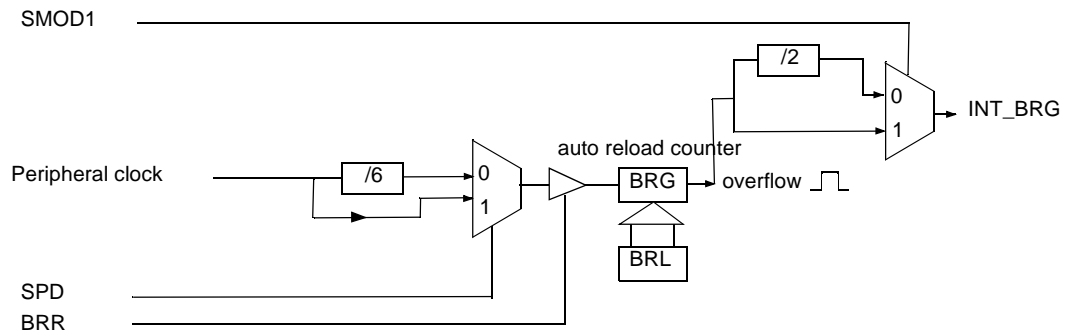 SMOD1
/2
0
INT_BRG
1
auto reload counter
Peripheral clock
/6
0
BRG
overflow
1
BRL
SPD
BRR